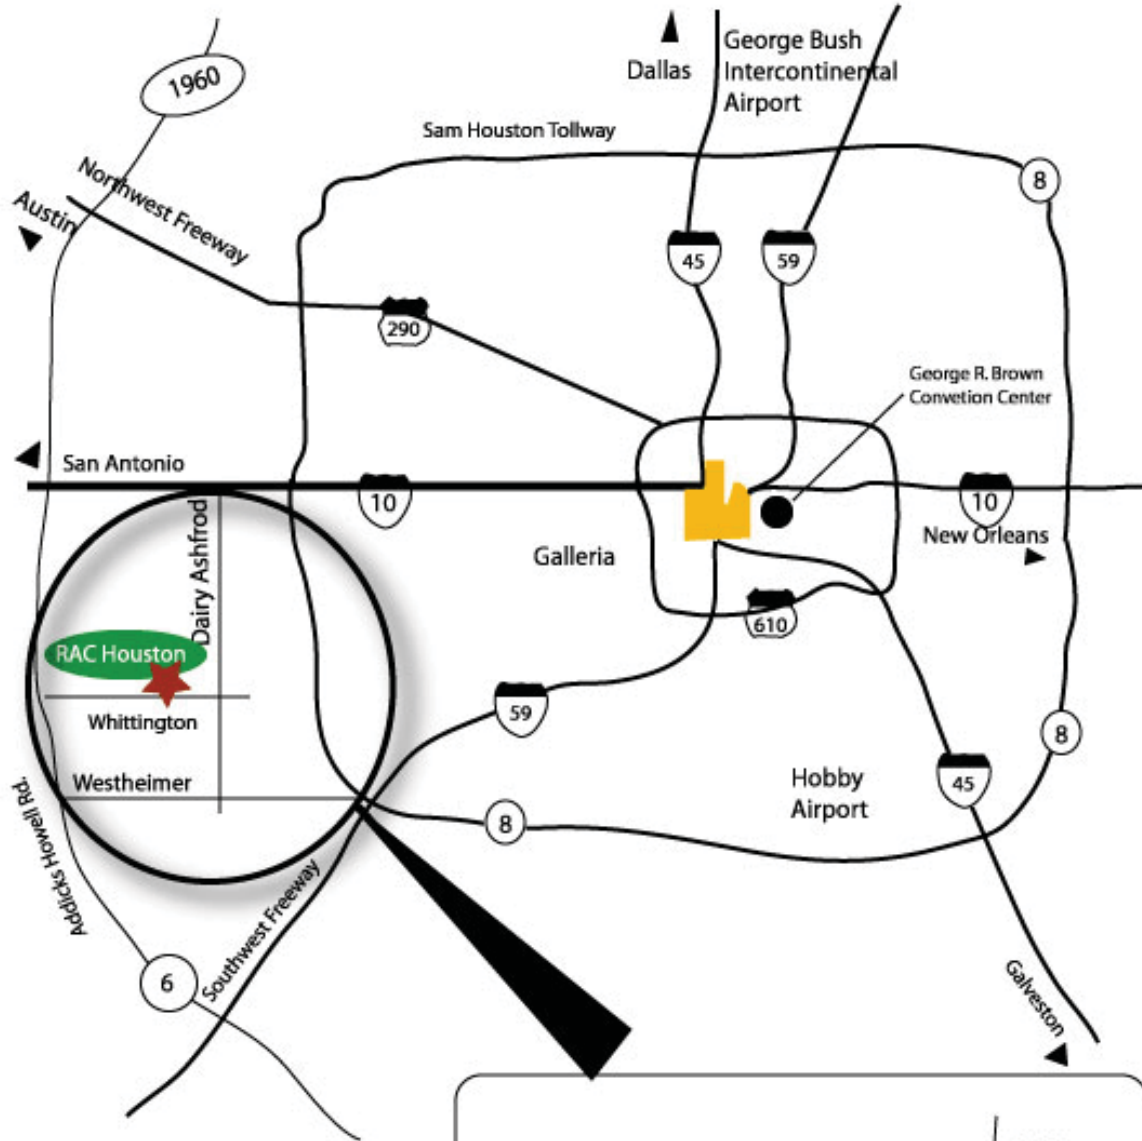 1960
Dallas
George Bush
Intercontinental
Airport
Sam Houston Tollway
8
Northwest Freeway
Austin
45
59
290
George R. Brown
Convetion Center
San Antonio
10
10
Dairy Ashfrod
Galleria
New Orleans
610
RAC Houston
59
Whittington
8
Westheimer
Hobby
Airport
45
Addicks Howell Rd.
8
Southwest Freeway
6
Galveston